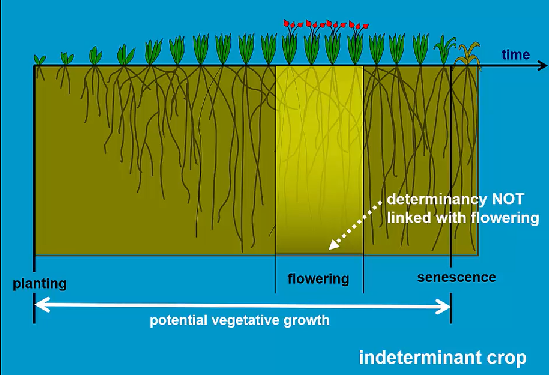 time
determinancy NOT
linked with flowering
planting
flowering
senescence
potential vegetative growth
indeterminant crop